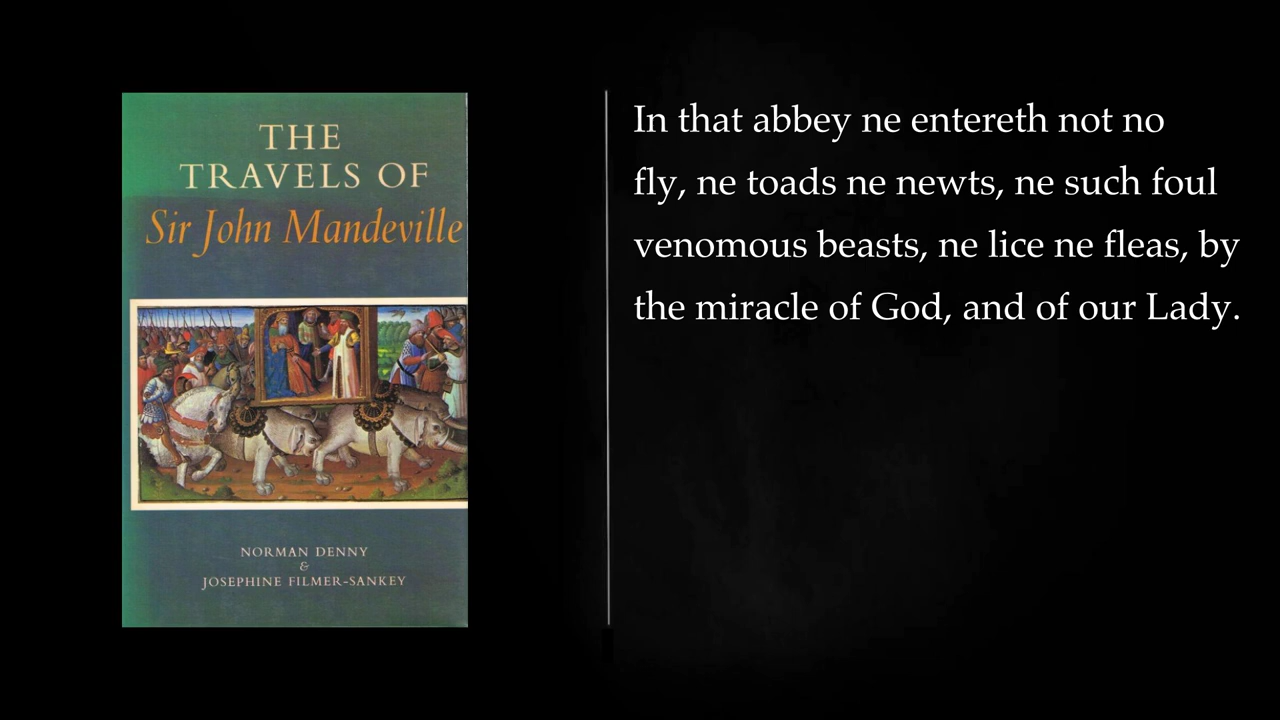 THE
TRAVELS OF
Sir John Mandeville
NORMAN DENNY
&
JOSEPHINE FILMER-SANKEY
In that abbey ne entereth not no
fly, ne toads ne newts, ne such foul
venomous beasts, ne lice ne fleas, by
the miracle of God, and of our Lady.